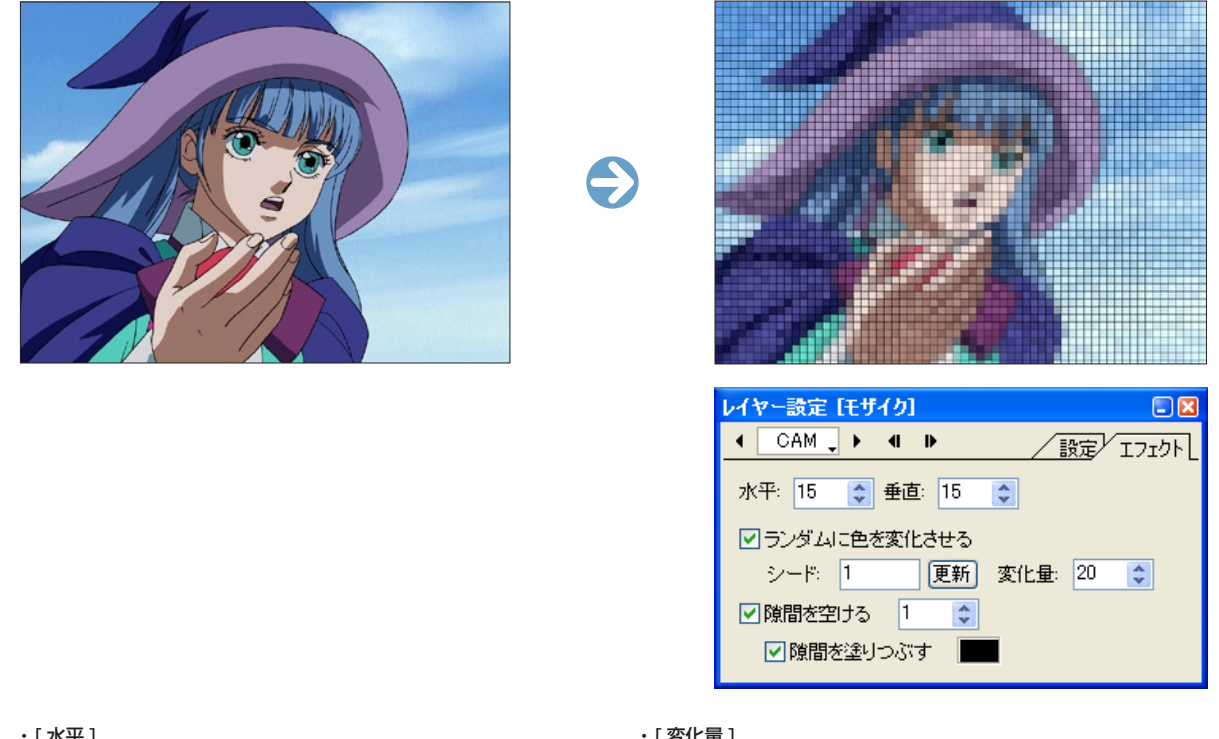 レイヤー設定 [モザイク]
CAM 設定 エフェクト
水平: 15 垂直: 15
ランダムに色を変化させる
シード: 1 更新 変化量: 20
隙間を空ける 1
隙間を塗りつぶす
・[ 水平 ]
・[ 変化量 ]